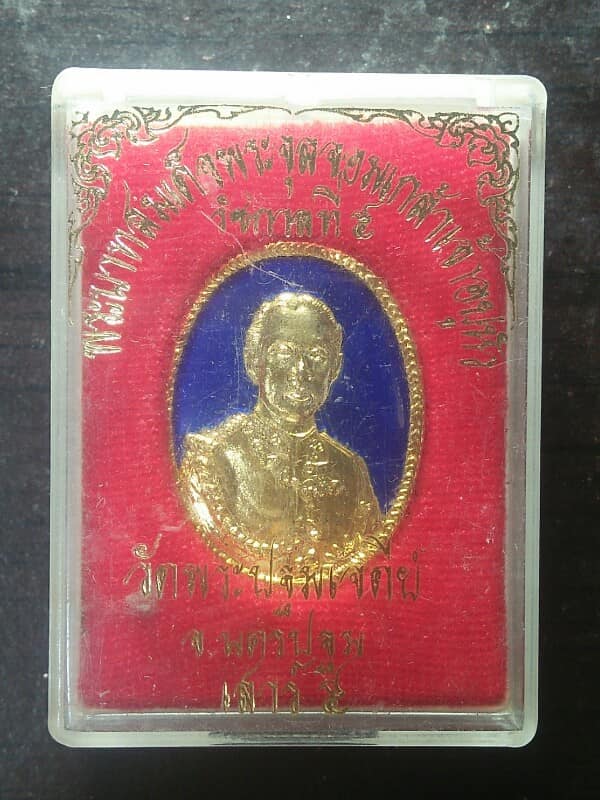 พระบาทสมเด็จพระจุลจอมเกล้าเจ้าอยู่หัว
รัชกาลที่ ๕
วัดพระปฐมเจดีย์
จ.นครปฐม
เสาร์ ๕